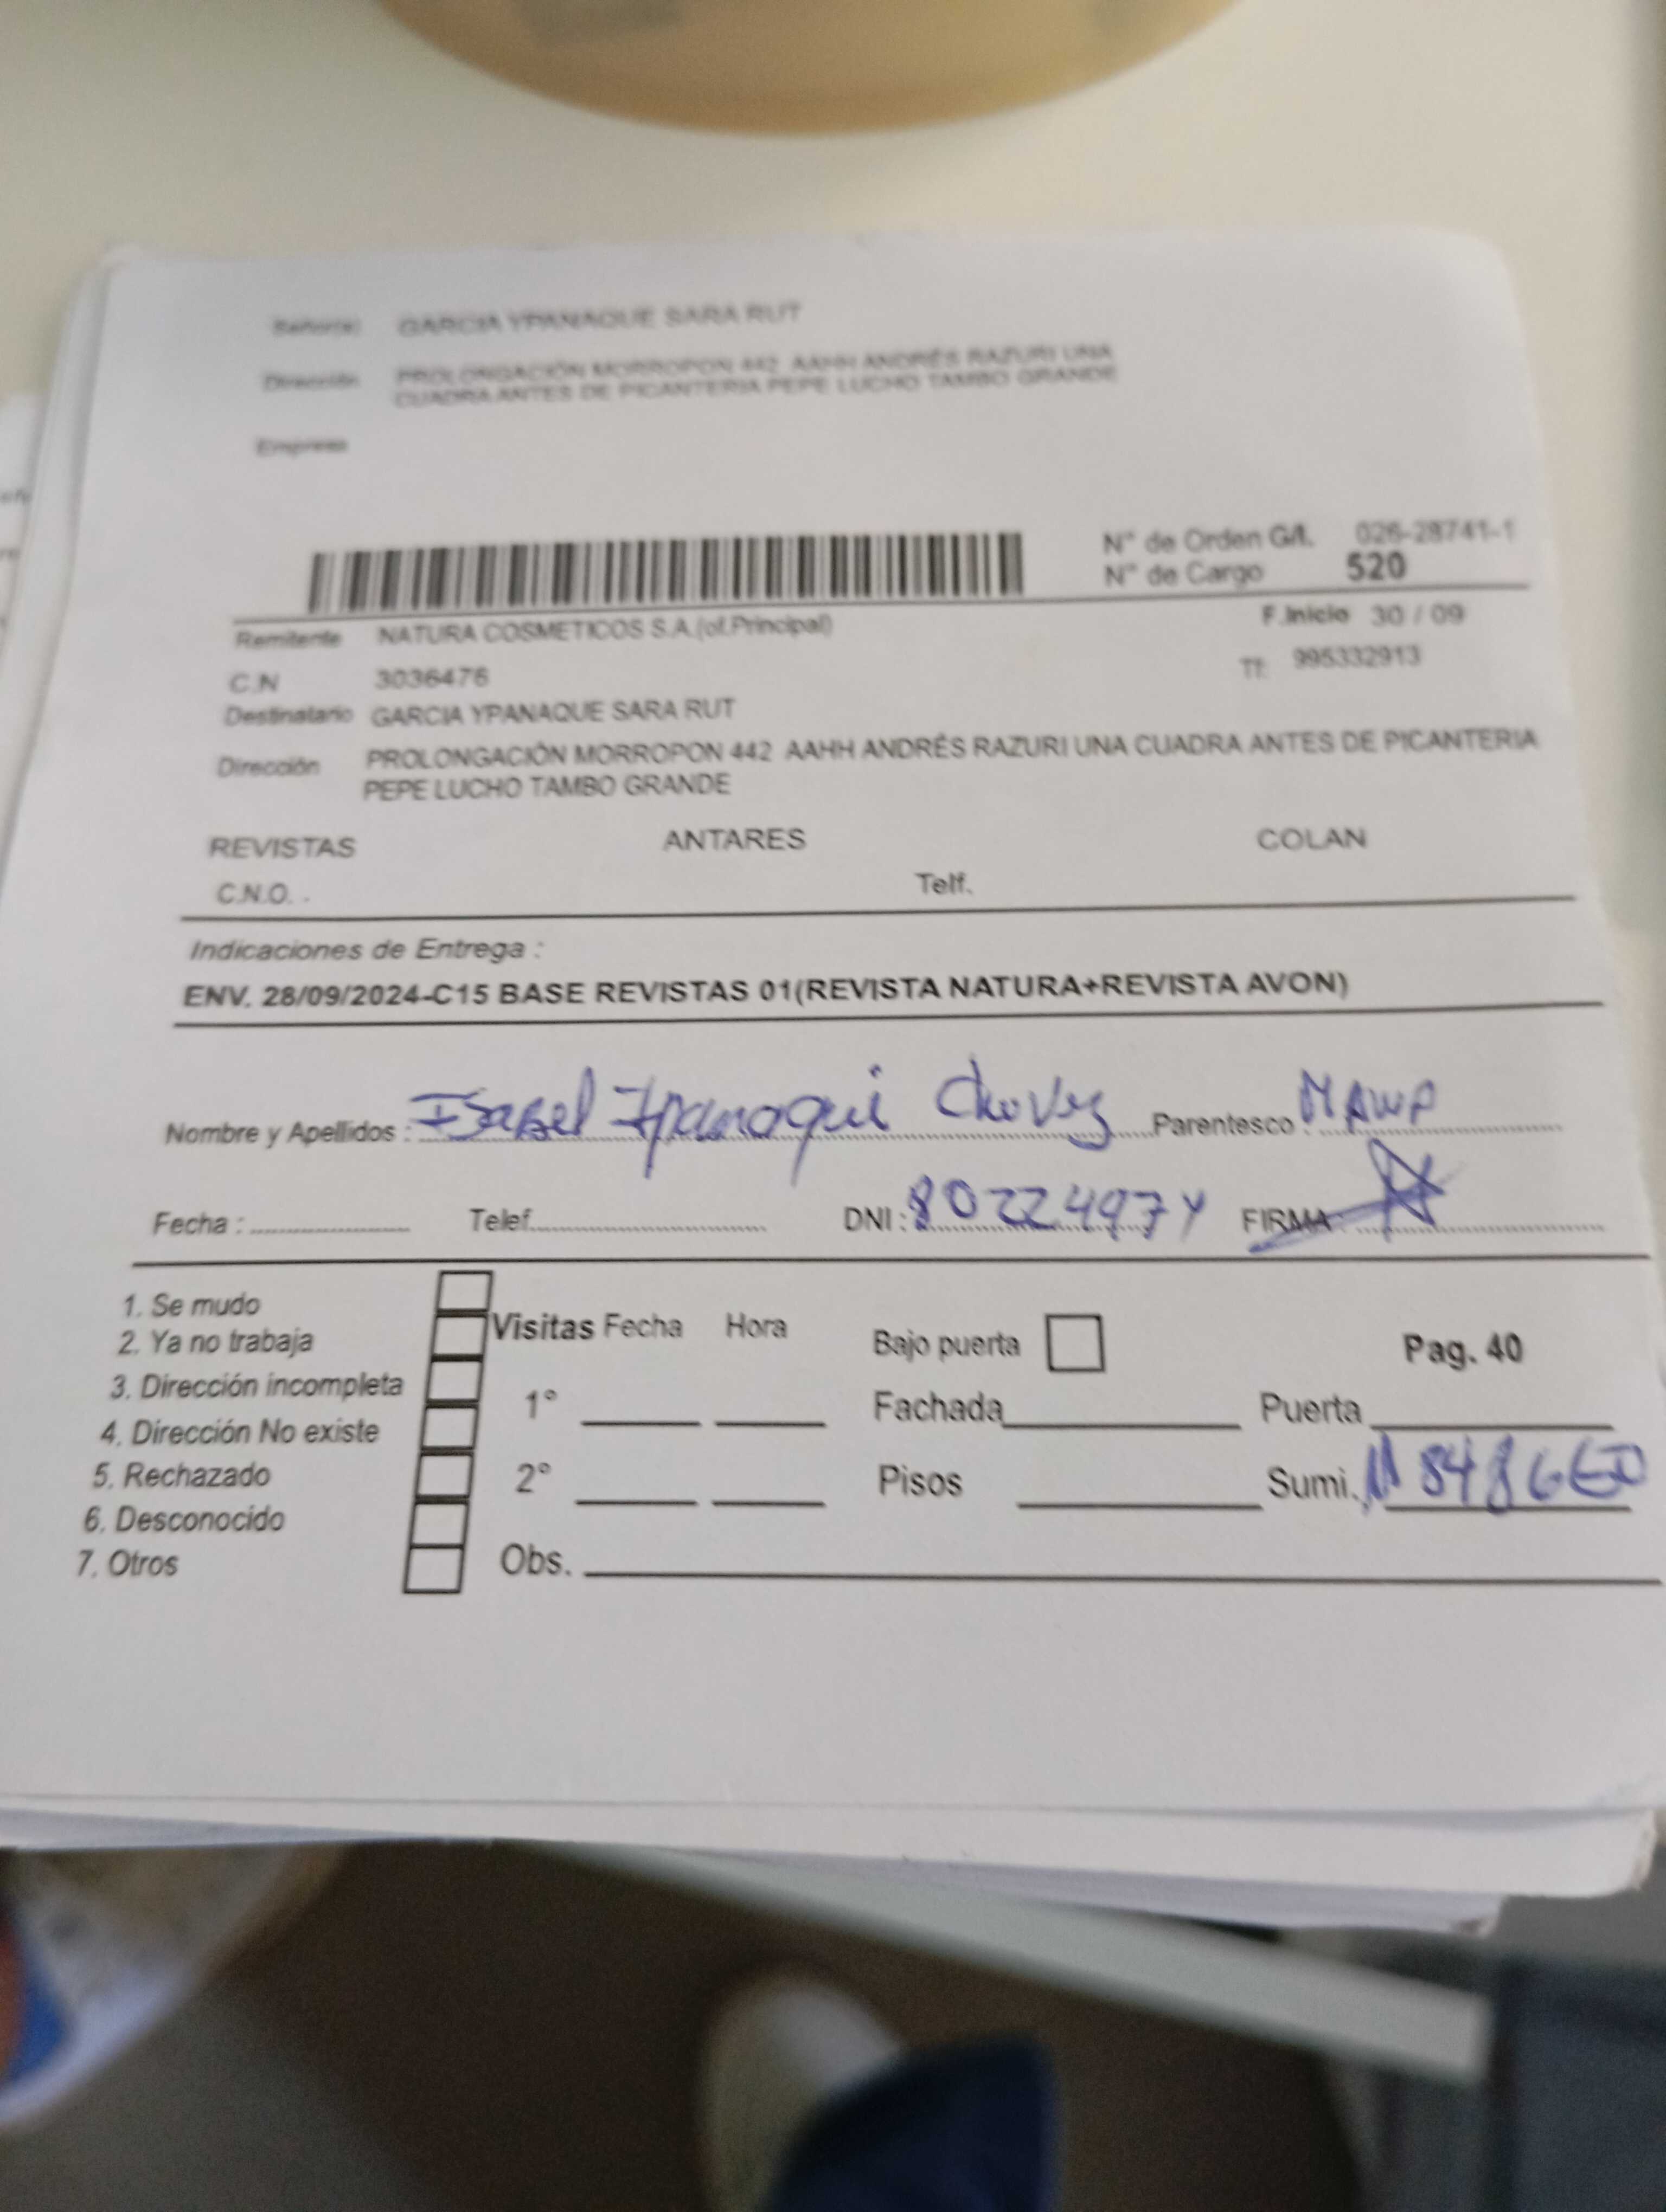 Señor(a) GARCIA YPANAQUE SARA RUT
Dirección PROLONGACIÓN MORROPON 442 AAHH ANDRÉS RAZURI UNA
CUADRA ANTES DE PICANTERIA PEPE LUCHO TAMBO GRANDE
Empresa
N° de Orden G/I. 026-28741-1
N° de Cargo 520
Remitente NATURA COSMETICOS S.A.(of.Principal) F.Inicio 30 / 09
C.N 3036476 Tf: 995332913
Destinatario GARCIA YPANAQUE SARA RUT
Dirección PROLONGACIÓN MORROPON 442 AAHH ANDRÉS RAZURI UNA CUADRA ANTES DE PICANTERIA
PEPE LUCHO TAMBO GRANDE
REVISTAS ANTARES COLAN
C.N.O. . Telf.
Indicaciones de Entrega :
ENV. 28/09/2024-C15 BASE REVISTAS 01(REVISTA NATURA+REVISTA AVON)
Nombre y Apellidos : Isabel Ypanaqui Chavez Parentesco :
Fecha : Telef. DNI : FIRMA :
1. Se mudo
2. Ya no trabaja Visitas Fecha Hora Bajo puerta Pag. 40
3. Dirección incompleta 1° Fachada Puerta
4. Dirección No existe
5. Rechazado 2° Pisos Sumi.
6. Desconocido
7. Otros Obs.